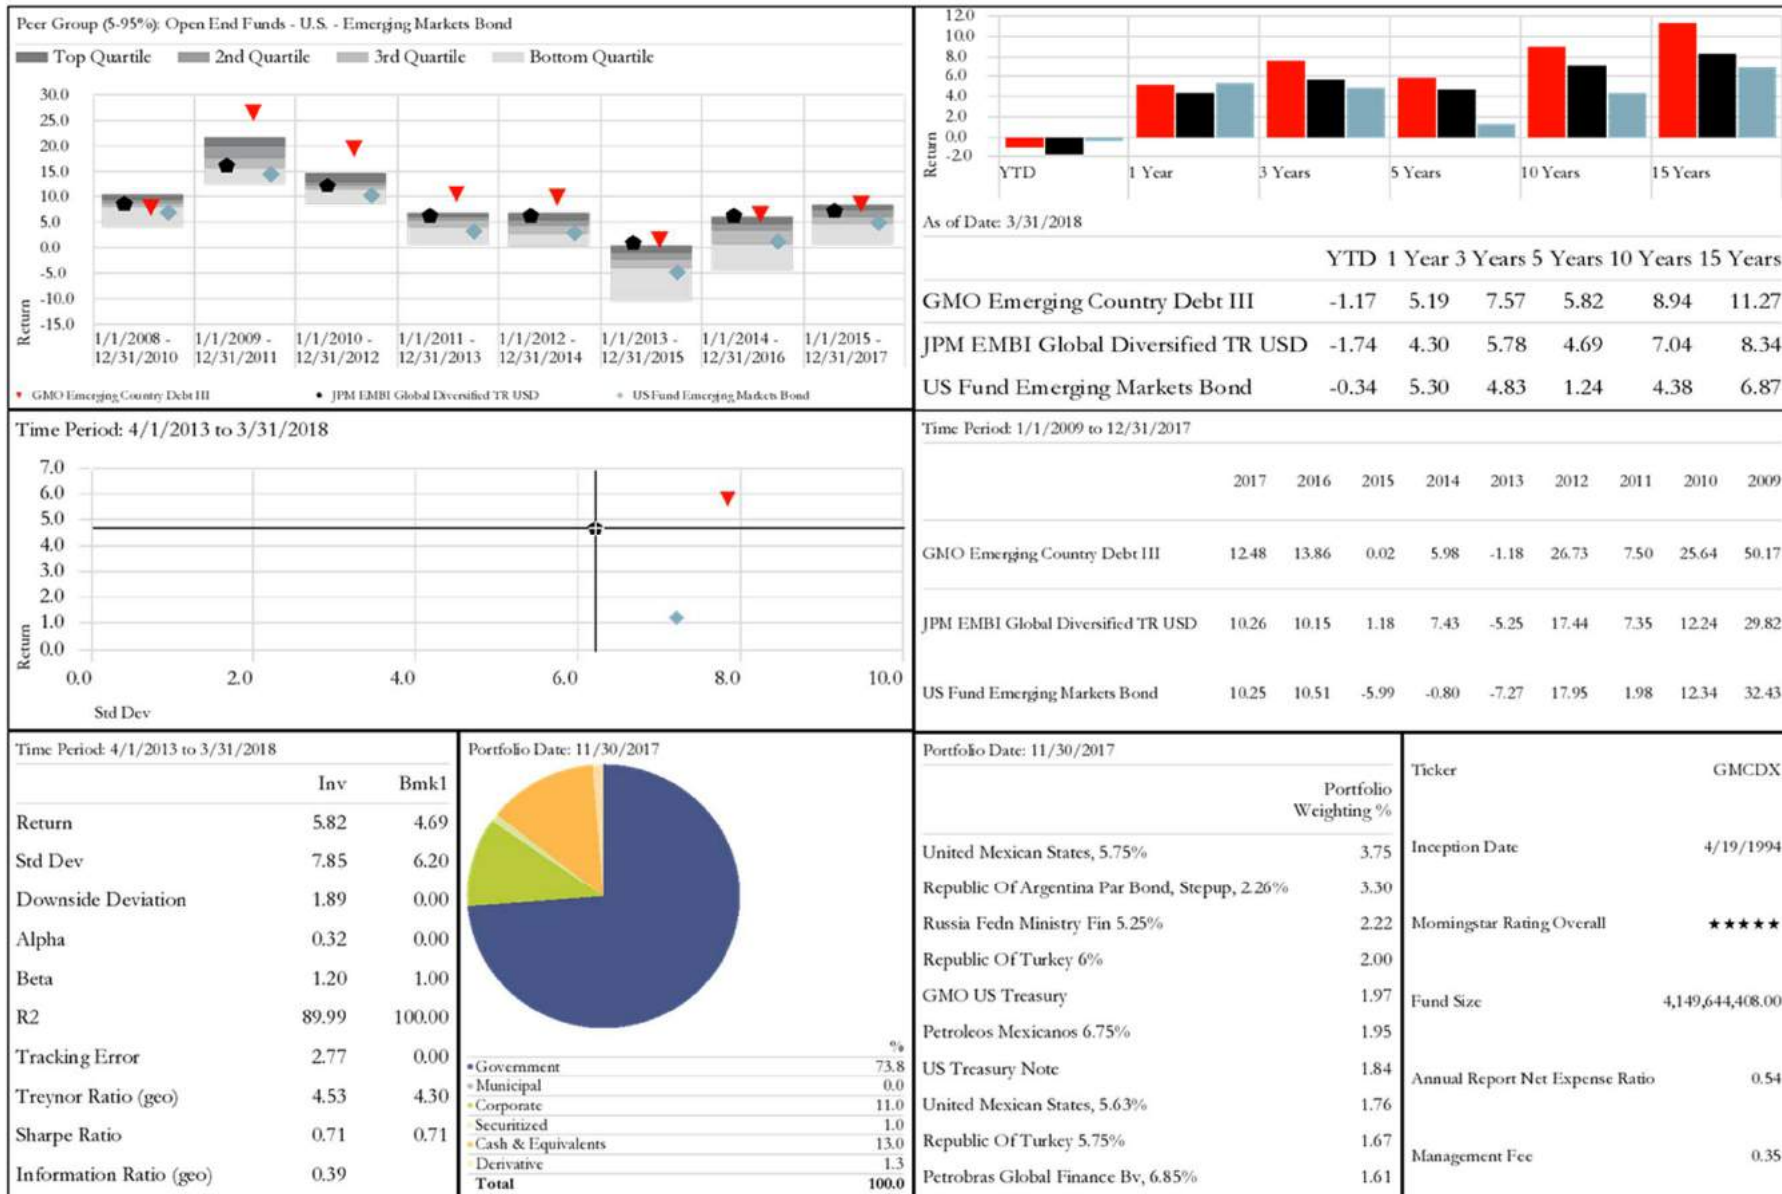 Peer Group (5-95%): Open End Funds - U.S. - Emerging Markets Bond
Top Quartile 2nd Quartile 3rd Quartile Bottom Quartile
30.0
25.0
20.0
15.0
10.0
5.0
0.0
-5.0
-10.0
-15.0
Return
1/1/2008 - 1/1/2009 - 1/1/2010 - 1/1/2011 - 1/1/2012 - 1/1/2013 - 1/1/2014 - 1/1/2015 -
12/31/2010 12/31/2011 12/31/2012 12/31/2013 12/31/2014 12/31/2015 12/31/2016 12/31/2017
GMO Emerging Country Debt III JPM EMBI Global Diversified TR USD US Fund Emerging Markets Bond
12.0
10.0
8.0
6.0
4.0
2.0
0.0
-2.0
Return
YTD 1 Year 3 Years 5 Years 10 Years 15 Years
As of Date: 3/31/2018
YTD 1 Year 3 Years 5 Years 10 Years 15 Years
GMO Emerging Country Debt III -1.17 5.19 7.57 5.82 8.94 11.27
JPM EMBI Global Diversified TR USD -1.74 4.30 5.78 4.69 7.04 8.34
US Fund Emerging Markets Bond -0.34 5.30 4.83 1.24 4.38 6.87
Time Period: 4/1/2013 to 3/31/2018
7.0
6.0
5.0
4.0
3.0
2.0
1.0
0.0
Return
0.0 2.0 4.0 6.0 8.0 10.0
Std Dev
Time Period: 1/1/2009 to 12/31/2017
2017 2016 2015 2014 2013 2012 2011 2010 2009
GMO Emerging Country Debt III 12.48 13.86 0.02 5.98 -1.18 26.73 7.50 25.64 50.17
JPM EMBI Global Diversified TR USD 10.26 10.15 1.18 7.43 -5.25 17.44 7.35 12.24 29.82
US Fund Emerging Markets Bond 10.25 10.51 -5.99 -0.80 -7.27 17.95 1.98 12.34 32.43
Time Period: 4/1/2013 to 3/31/2018
Inv Bmk1
Return 5.82 4.69
Std Dev 7.85 6.20
Downside Deviation 1.89 0.00
Alpha 0.32 0.00
Beta 1.20 1.00
R2 89.99 100.00
Tracking Error 2.77 0.00
Treynor Ratio (geo) 4.53 4.30
Sharpe Ratio 0.71 0.71
Information Ratio (geo) 0.39
Portfolio Date: 11/30/2017
%
Government 73.8
Municipal 0.0
Corporate 11.0
Securitized 1.0
Cash & Equivalents 13.0
Derivative 1.3
Total 100.0
Portfolio Date: 11/30/2017
Portfolio
Weighting %
United Mexican States, 5.75% 3.75
Republic Of Argentina Par Bond, Stepup, 2.26% 3.30
Russia Fedn Ministry Fin 5.25% 2.22
Republic Of Turkey 6% 2.00
GMO US Treasury 1.97
Petroleos Mexicanos 6.75% 1.95
US Treasury Note 1.84
United Mexican States, 5.63% 1.76
Republic Of Turkey 5.75% 1.67
Petrobras Global Finance Bv, 6.85% 1.61
Ticker GMCDX
Inception Date 4/19/1994
Morningstar Rating Overall ★★★★★
Fund Size 4,149,644,408.00
Annual Report Net Expense Ratio 0.54
Management Fee 0.35